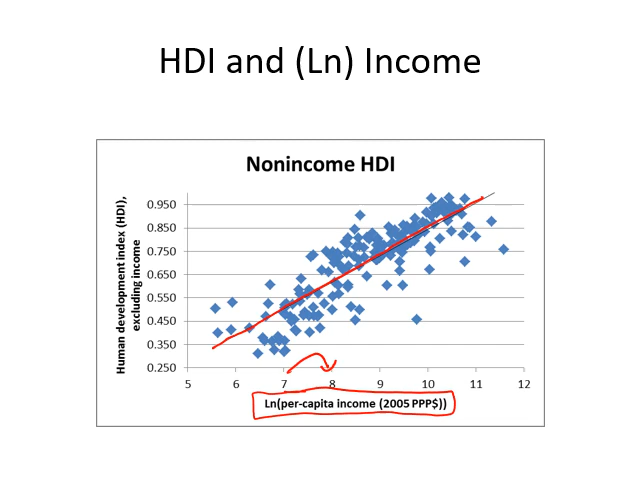 HDI and (Ln) Income
Nonincome HDI
Human development index (HDI),
excluding income
0.950
0.850
0.750
0.650
0.550
0.450
0.350
0.250
5 6 7 8 9 10 11 12
Ln(per-capita income (2005 PPP$))